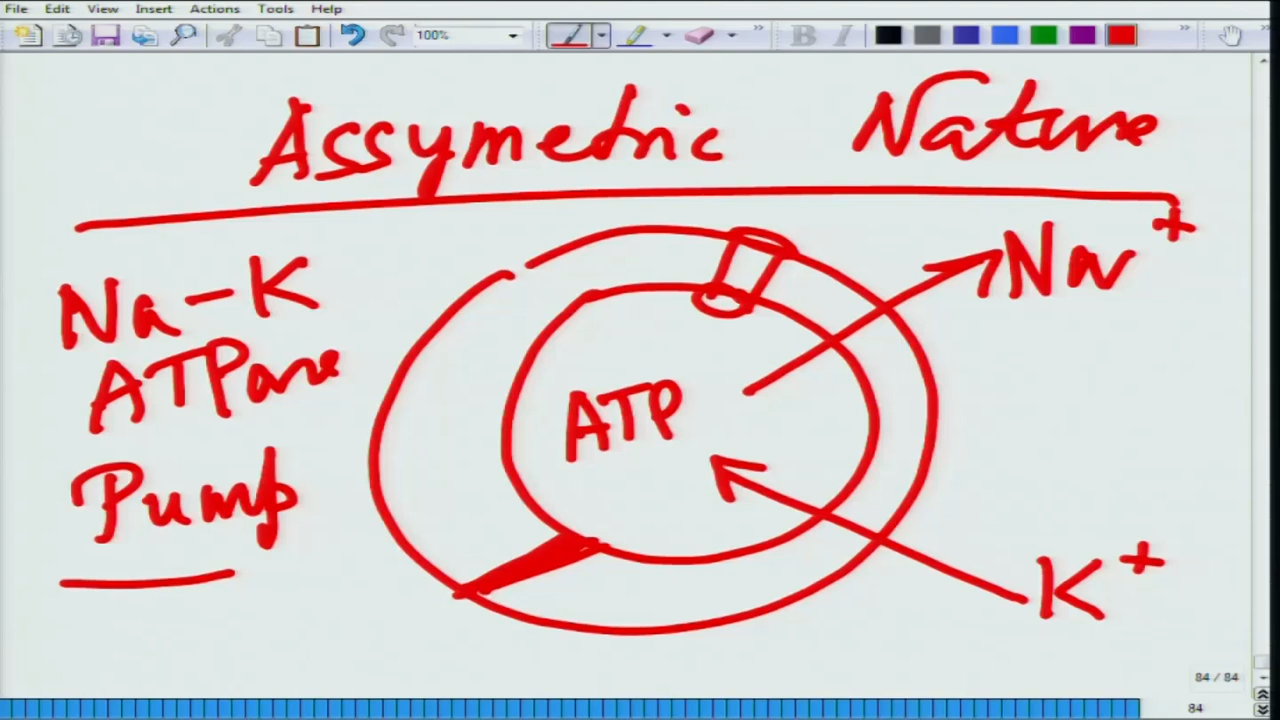 File Edit View Insert Actions Tools Help
100%
Assymetric Nature
Na-K
ATPase
Pump
ATP
Na+
K+
84 / 84
84